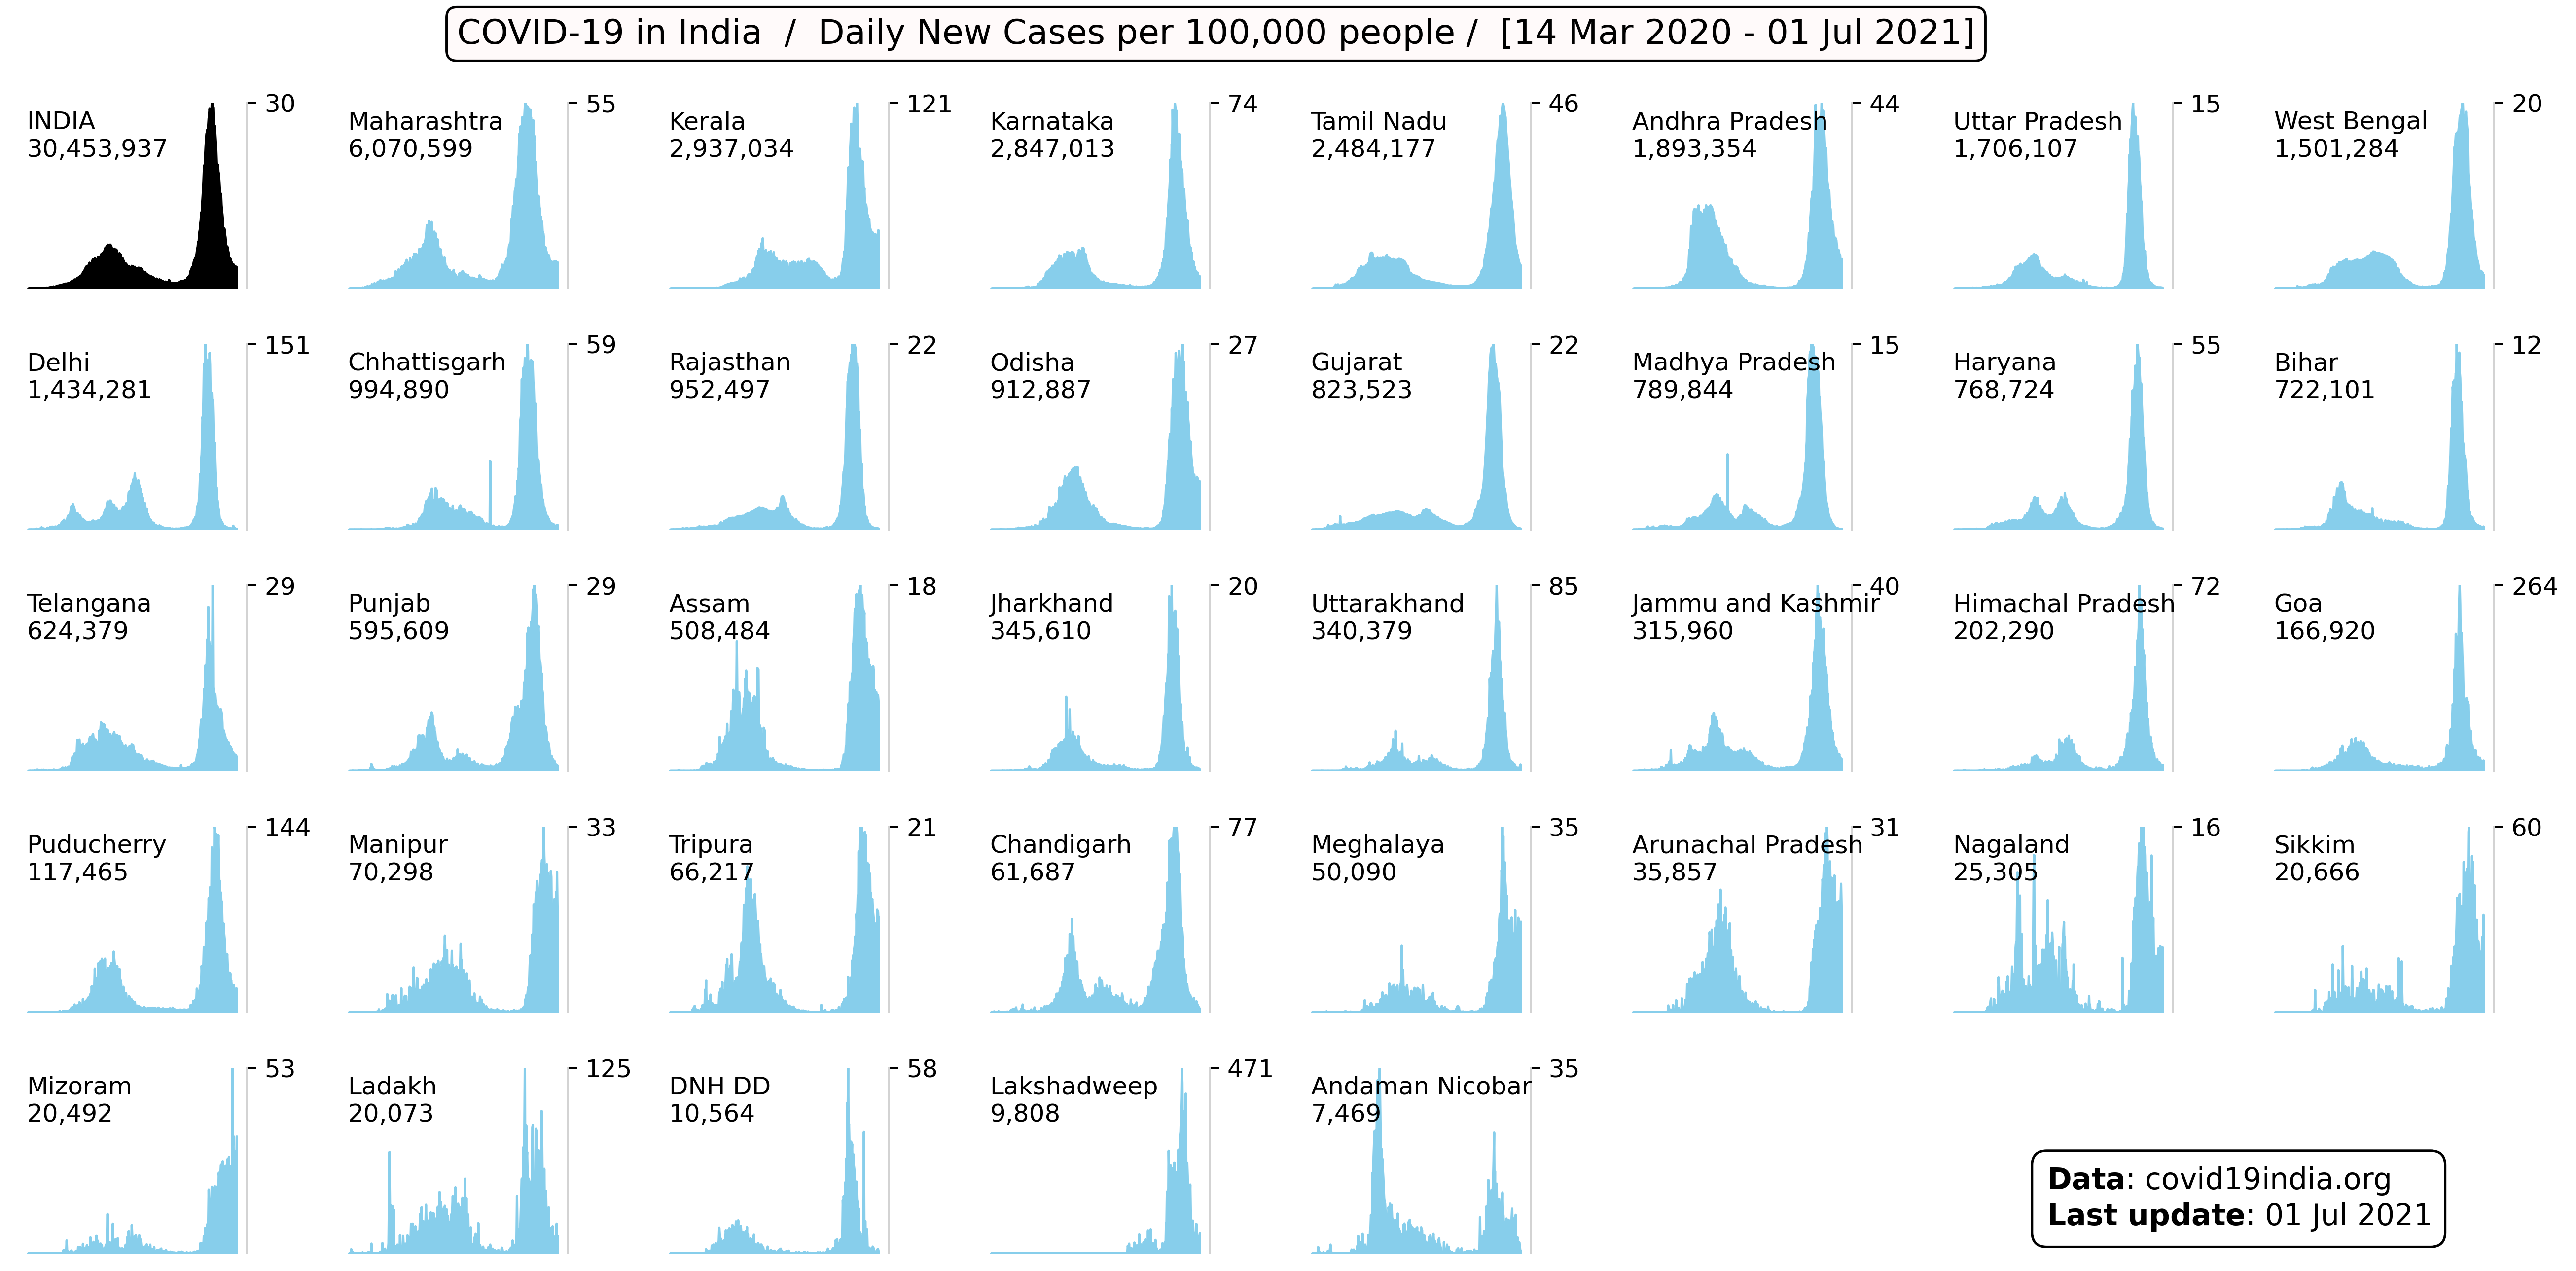 COVID-19 in India / Daily New Cases per 100,000 people / [14 Mar 2020 - 01 Jul 2021]
INDIA
30,453,937
30
Maharashtra
6,070,599
55
Kerala
2,937,034
121
Karnataka
2,847,013
74
Tamil Nadu
2,484,177
46
Andhra Pradesh
1,893,354
44
Uttar Pradesh
1,706,107
15
West Bengal
1,501,284
20
Delhi
1,434,281
151
Chhattisgarh
994,890
59
Rajasthan
952,497
22
Odisha
912,887
27
Gujarat
823,523
22
Madhya Pradesh
789,844
15
Haryana
768,724
55
Bihar
722,101
12
Telangana
624,379
29
Punjab
595,609
29
Assam
508,484
18
Jharkhand
345,610
20
Uttarakhand
340,379
85
Jammu and Kashmir
315,960
40
Himachal Pradesh
202,290
72
Goa
166,920
264
Puducherry
117,465
144
Manipur
70,298
33
Tripura
66,217
21
Chandigarh
61,687
77
Meghalaya
50,090
35
Arunachal Pradesh
35,857
31
Nagaland
25,305
16
Sikkim
20,666
60
Mizoram
20,492
53
Ladakh
20,073
125
DNH DD
10,564
58
Lakshadweep
9,808
471
Andaman Nicobar
7,469
35
Data: covid19india.org
Last update: 01 Jul 2021